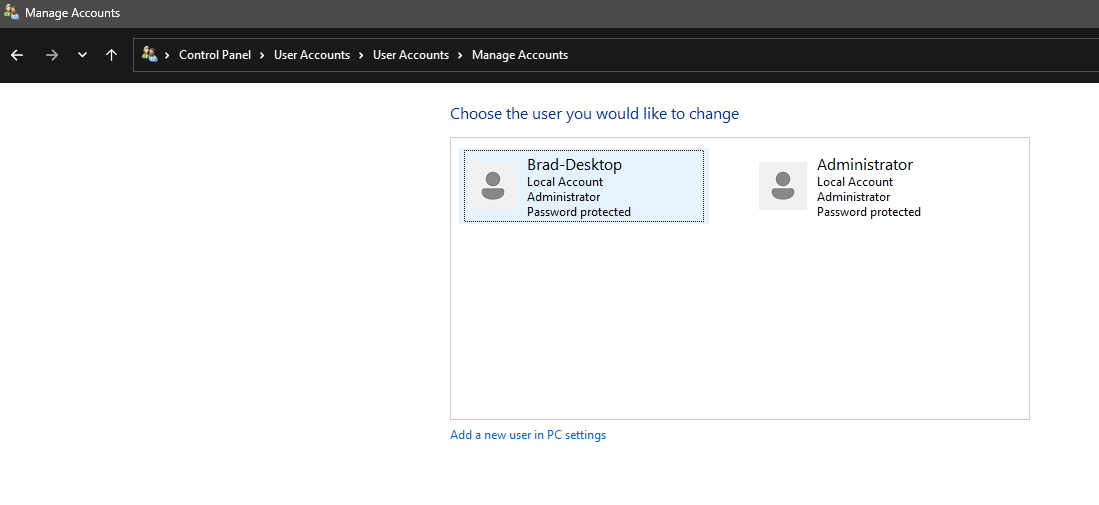 Manage Accounts
Control Panel > User Accounts > User Accounts > Manage Accounts
Choose the user you would like to change
Brad-Desktop
Local Account
Administrator
Password protected
Administrator
Local Account
Administrator
Password protected
Add a new user in PC settings